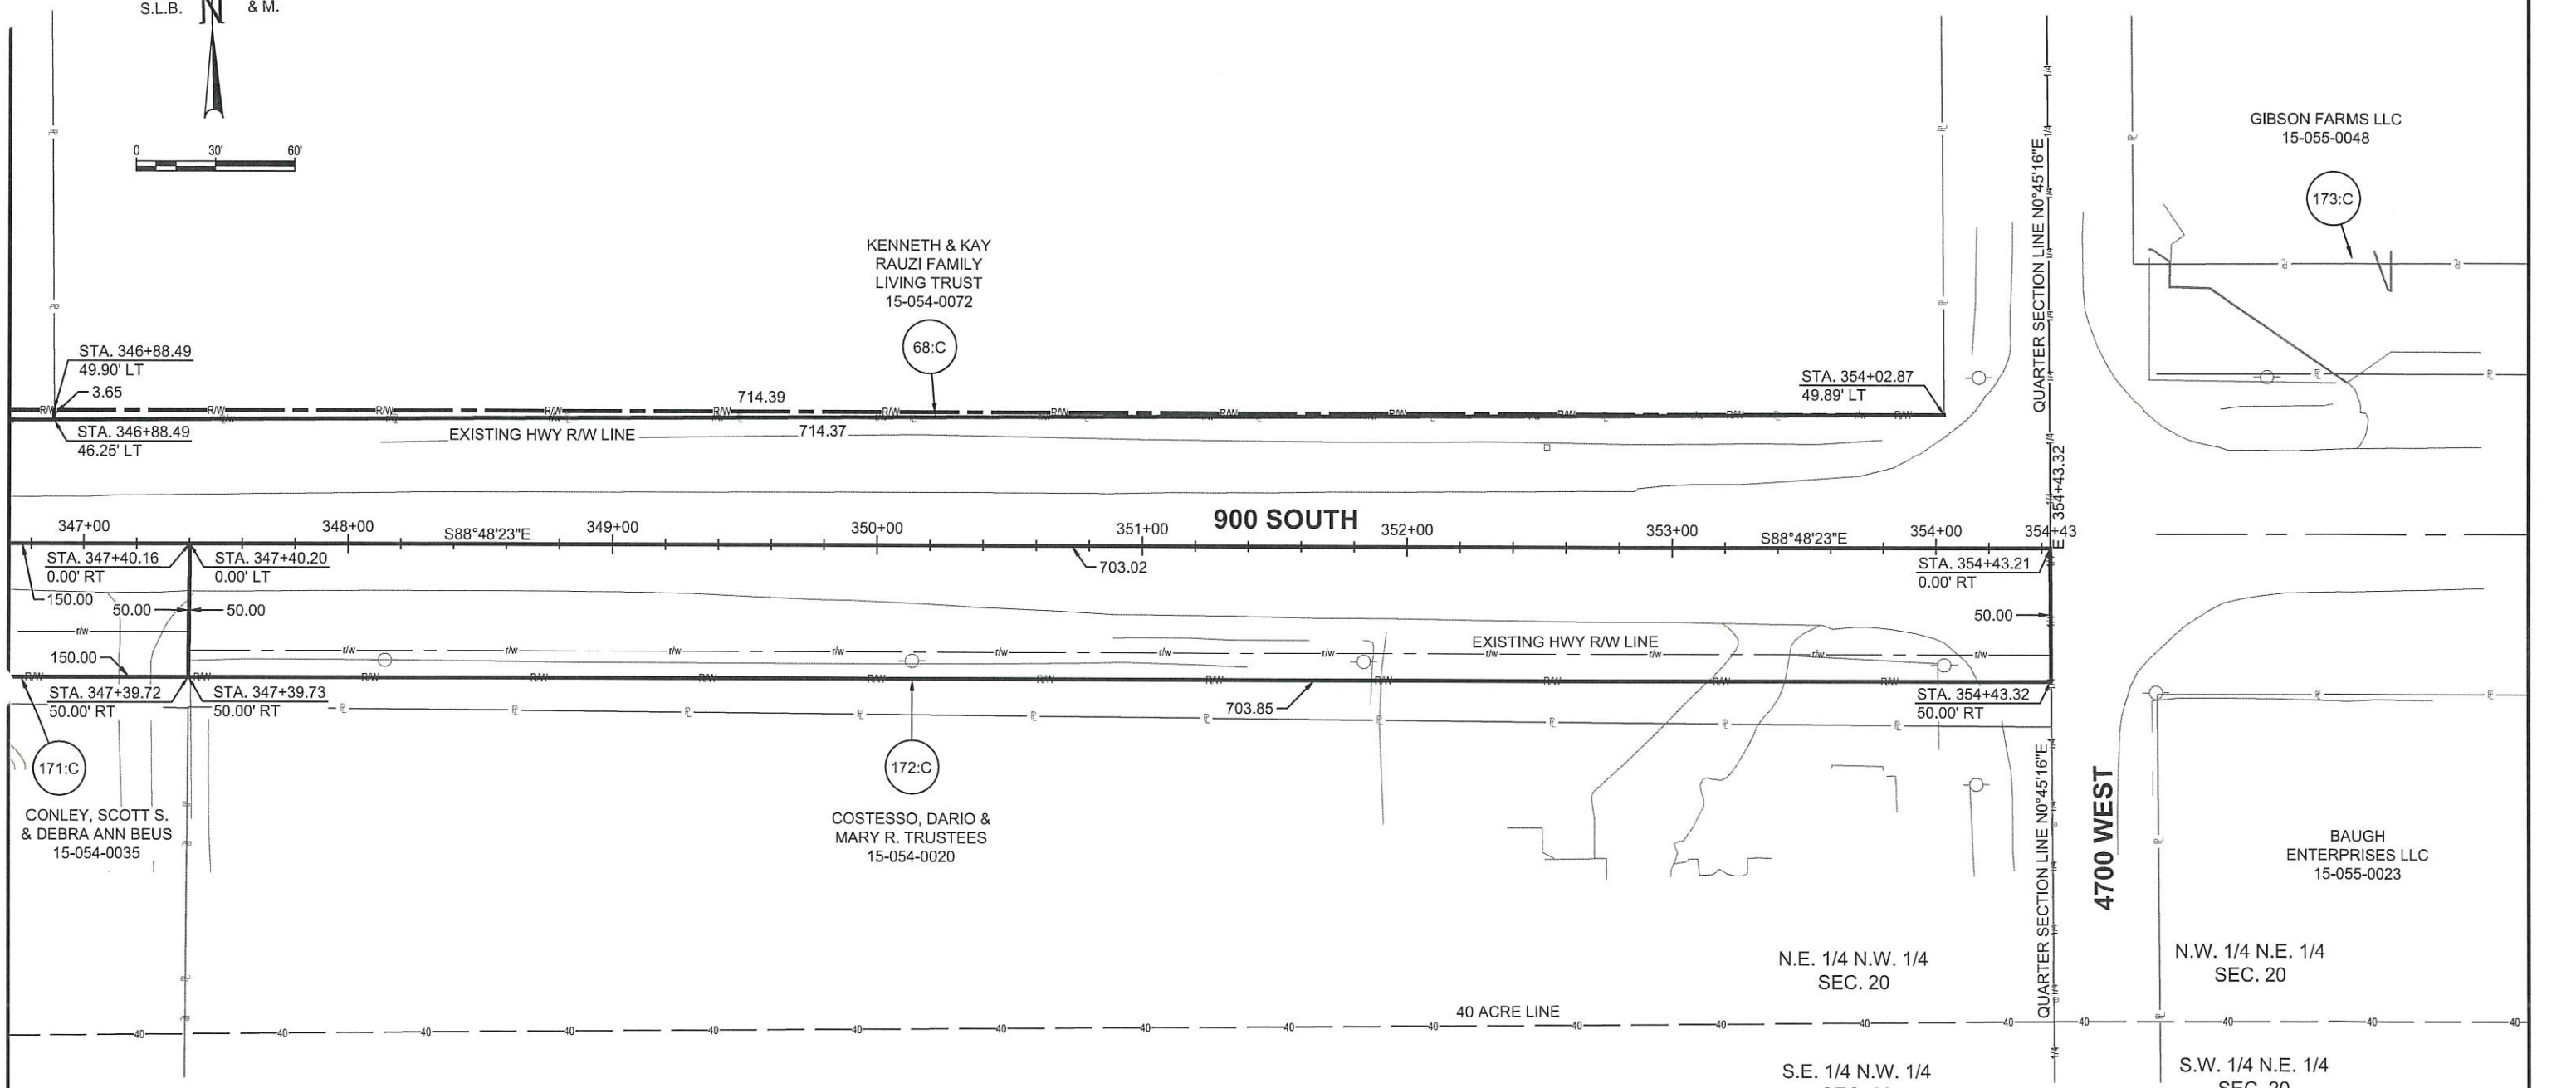 S.L.B. N & M.
0 30' 60'
GIBSON FARMS LLC
15-055-0048
173:C
KENNETH & KAY
RAUZI FAMILY
LIVING TRUST
15-054-0072
68:C
QUARTER SECTION LINE N0°45'16"E
STA. 346+88.49
49.90' LT
3.65
714.39
STA. 354+02.87
49.89' LT
STA. 346+88.49
46.25' LT
EXISTING HWY R/W LINE
714.37
354+43.32
900 SOUTH
347+00 348+00 349+00 350+00 351+00 352+00 353+00 354+00 354+43
S88°48'23"E
S88°48'23"E
STA. 347+40.16
0.00' RT
STA. 347+40.20
0.00' LT
703.02
STA. 354+43.21
0.00' RT
150.00
50.00
50.00
50.00
EXISTING HWY R/W LINE
150.00
STA. 347+39.72
50.00' RT
STA. 347+39.73
50.00' RT
703.85
STA. 354+43.32
50.00' RT
171:C
172:C
CONLEY, SCOTT S.
& DEBRA ANN BEUS
15-054-0035
COSTESSO, DARIO &
MARY R. TRUSTEES
15-054-0020
QUARTER SECTION LINE N0°45'16"E
4700 WEST
BAUGH
ENTERPRISES LLC
15-055-0023
N.E. 1/4 N.W. 1/4
SEC. 20
N.W. 1/4 N.E. 1/4
SEC. 20
40 ACRE LINE
S.E. 1/4 N.W. 1/4
S.W. 1/4 N.E. 1/4
SEC. 20